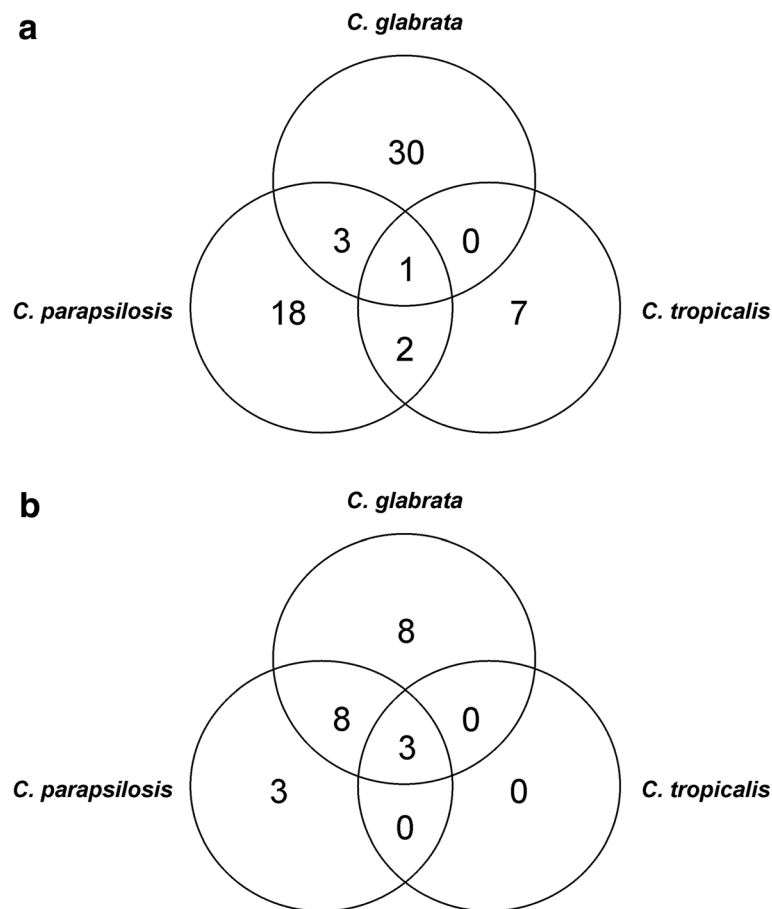 a
C. glabrata
30
3
0
1
C. parapsilosis
18
7
C. tropicalis
2
b
C. glabrata
8
8
0
3
C. parapsilosis
3
0
C. tropicalis
0